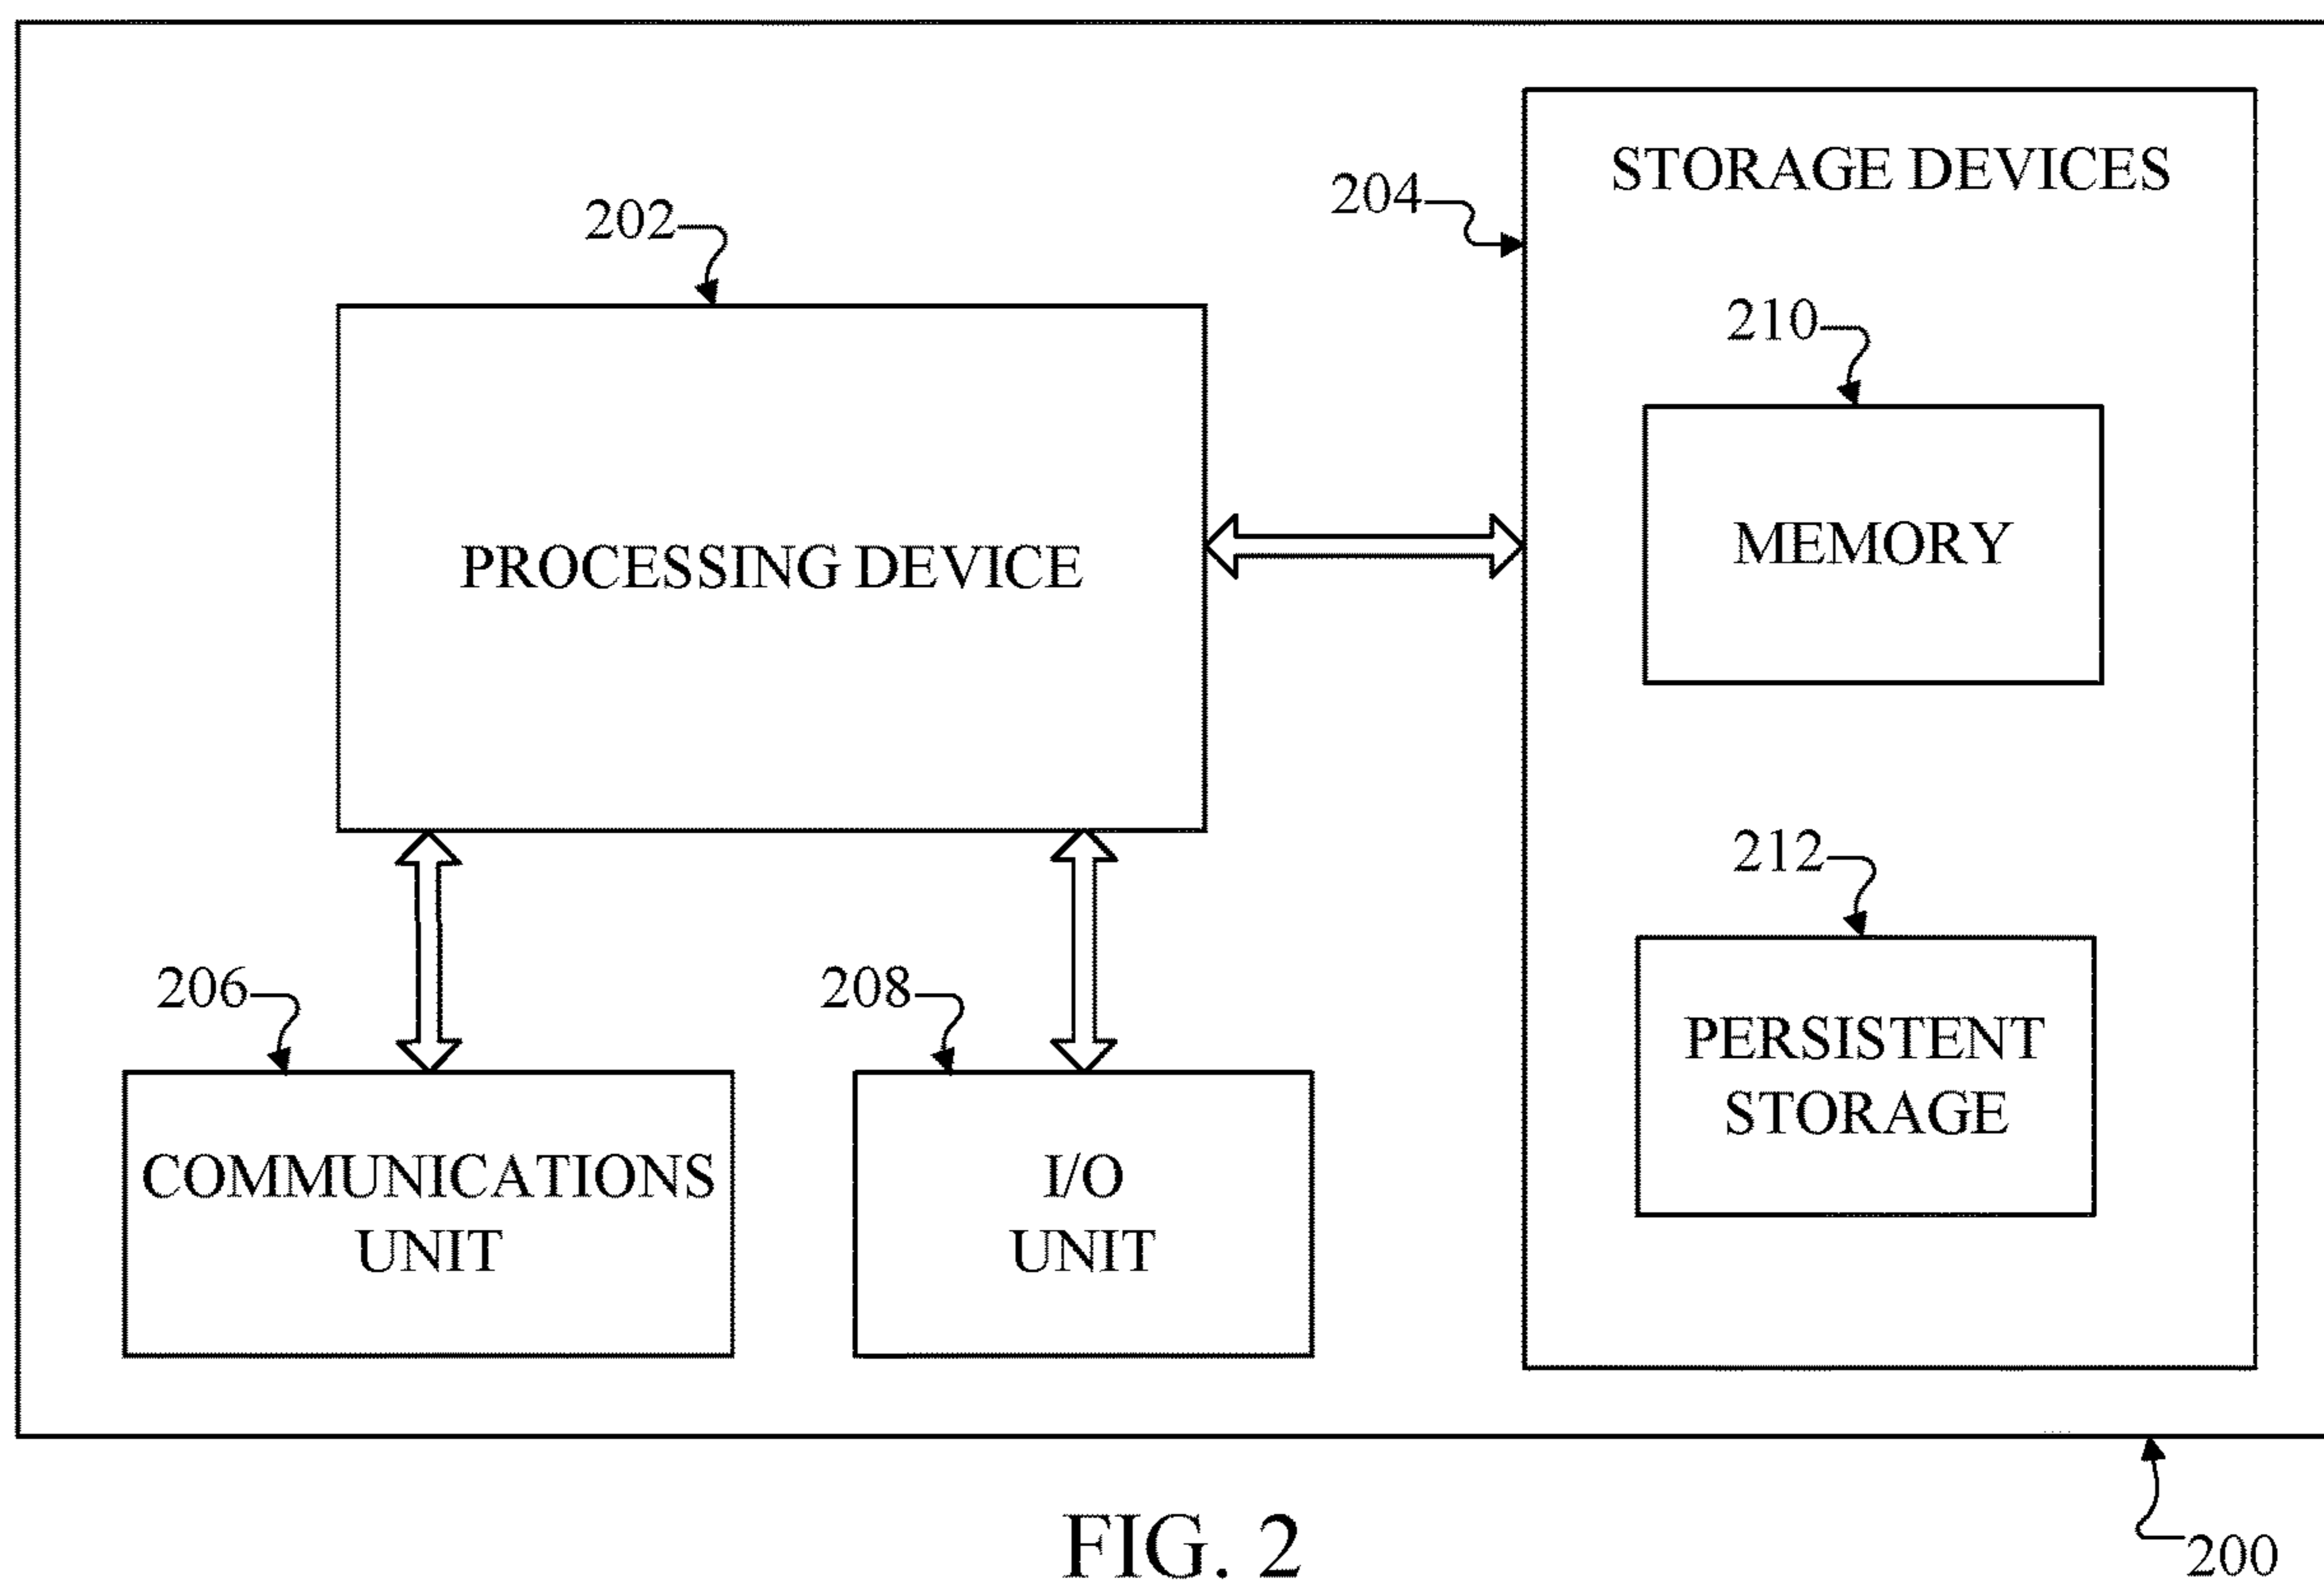 STORAGE DEVICES
204
202
210
PROCESSING DEVICE
MEMORY
212
206
208
PERSISTENT
STORAGE
COMMUNICATIONS
UNIT
I/O
UNIT
FIG. 2
200